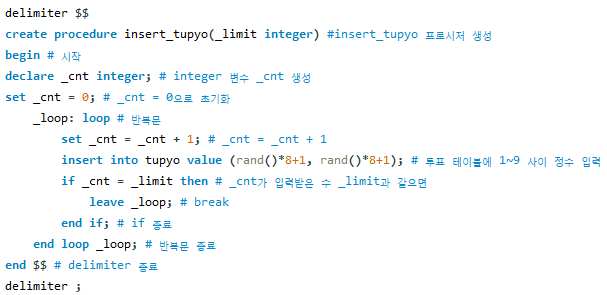 delimiter $$
create procedure insert_tupyo(_limit integer) #insert_tupyo 프로시저 생성
begin # 시작
declare _cnt integer; # integer 변수 _cnt 생성
set _cnt = 0; # _cnt = 0으로 초기화
_loop: loop # 반복문
set _cnt = _cnt + 1; # _cnt = _cnt + 1
insert into tupyo value (rand()*8+1, rand()*8+1); # 투표 테이블에 1~9 사이 정수 입력
if _cnt = _limit then # _cnt가 입력받은 수 _limit과 같으면
leave _loop; # break
end if; # if 종료
end loop _loop; # 반복문 종료
end $$ # delimiter 종료
delimiter ;